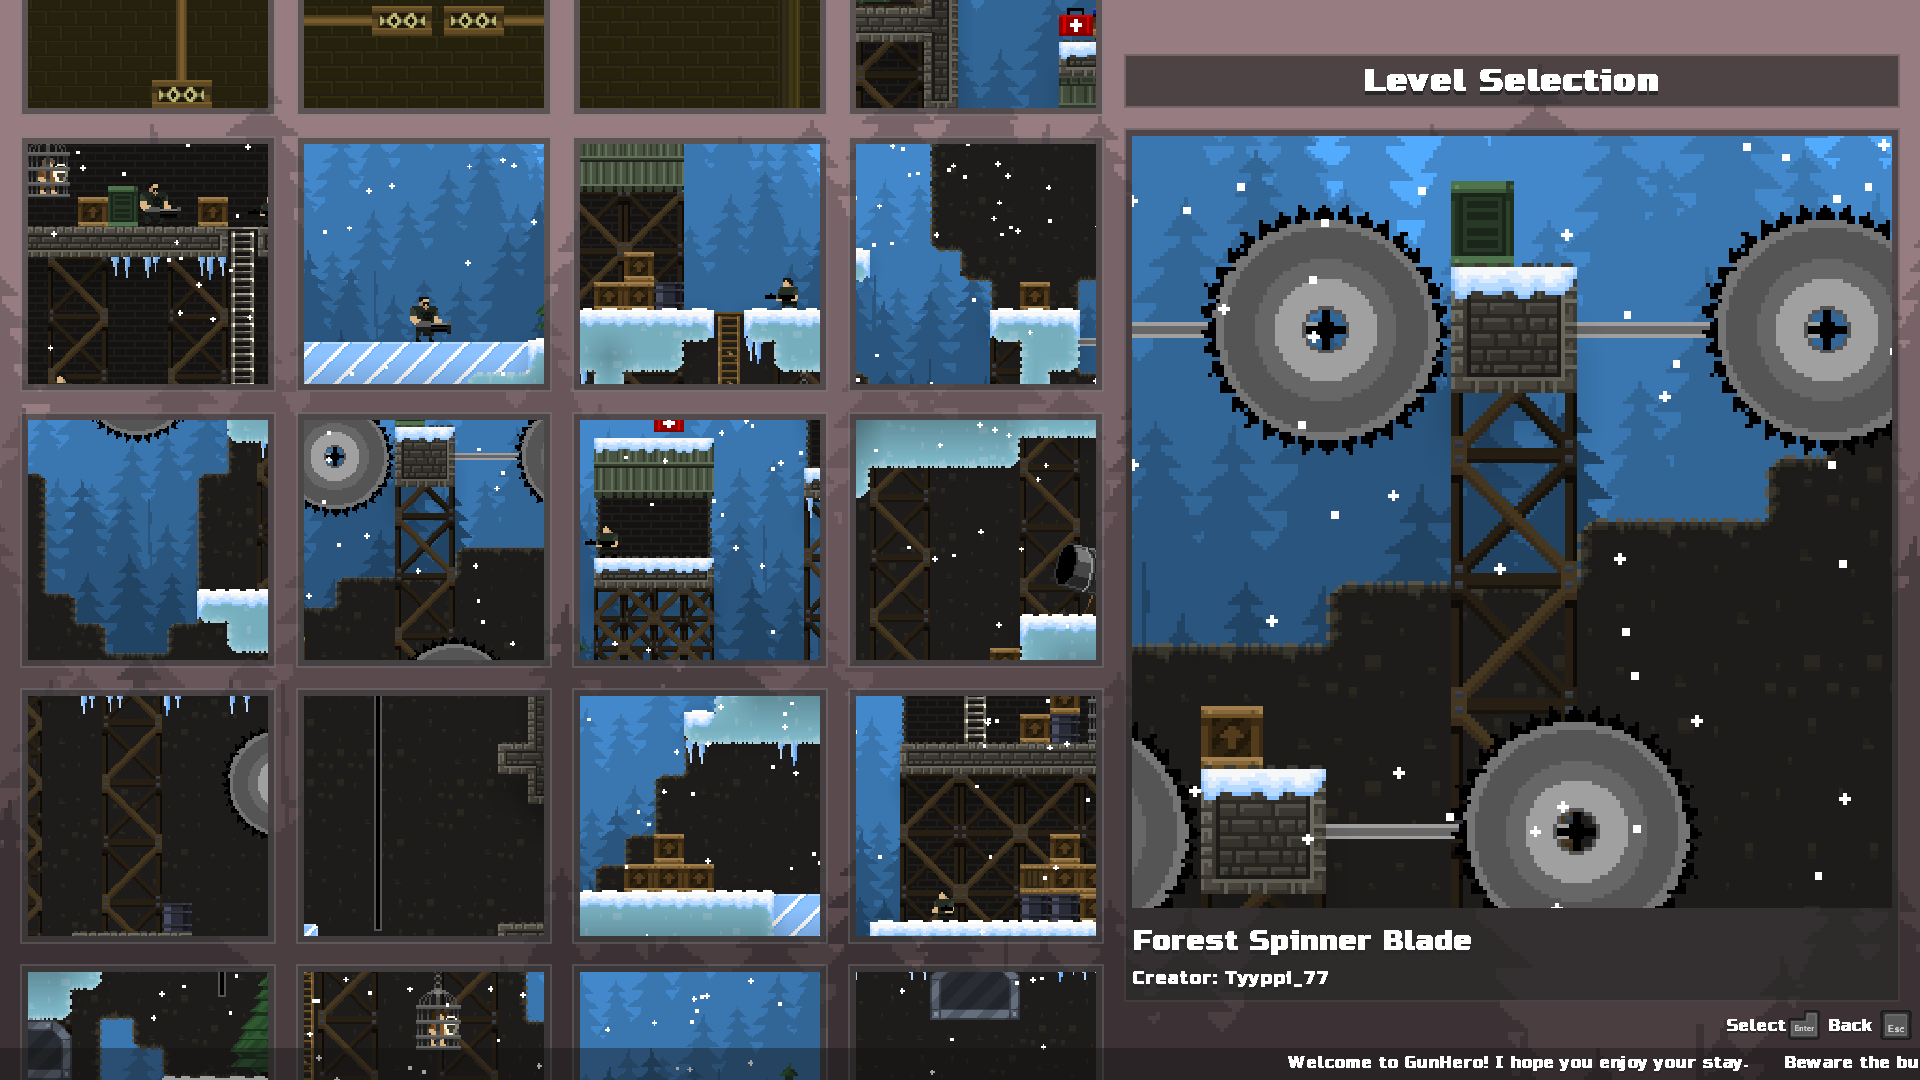 Level Selection
Forest Spinner Blade
Creator: Tyyppi_77
Select Enter Back Esc
Welcome to GunHero! I hope you enjoy your stay. Beware the bu